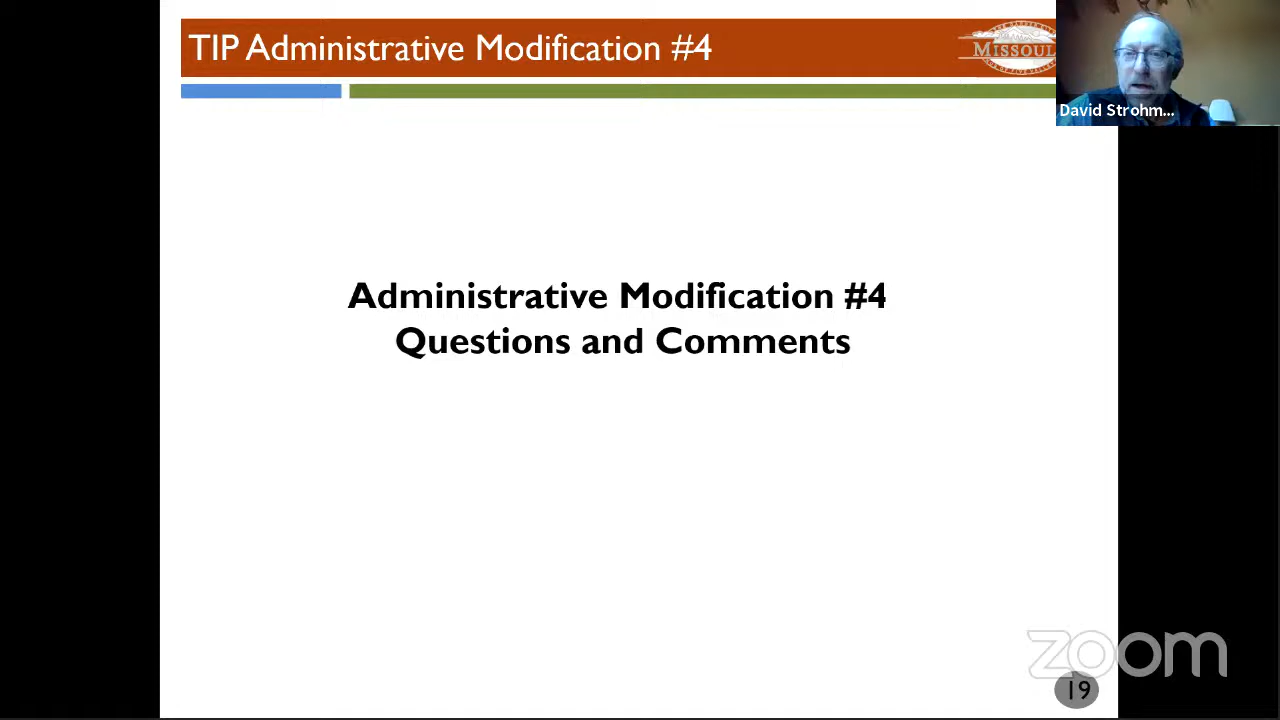 TIP Administrative Modification #4
MISSOUL
David Strohm...
Administrative Modification #4
Questions and Comments
zoom
19